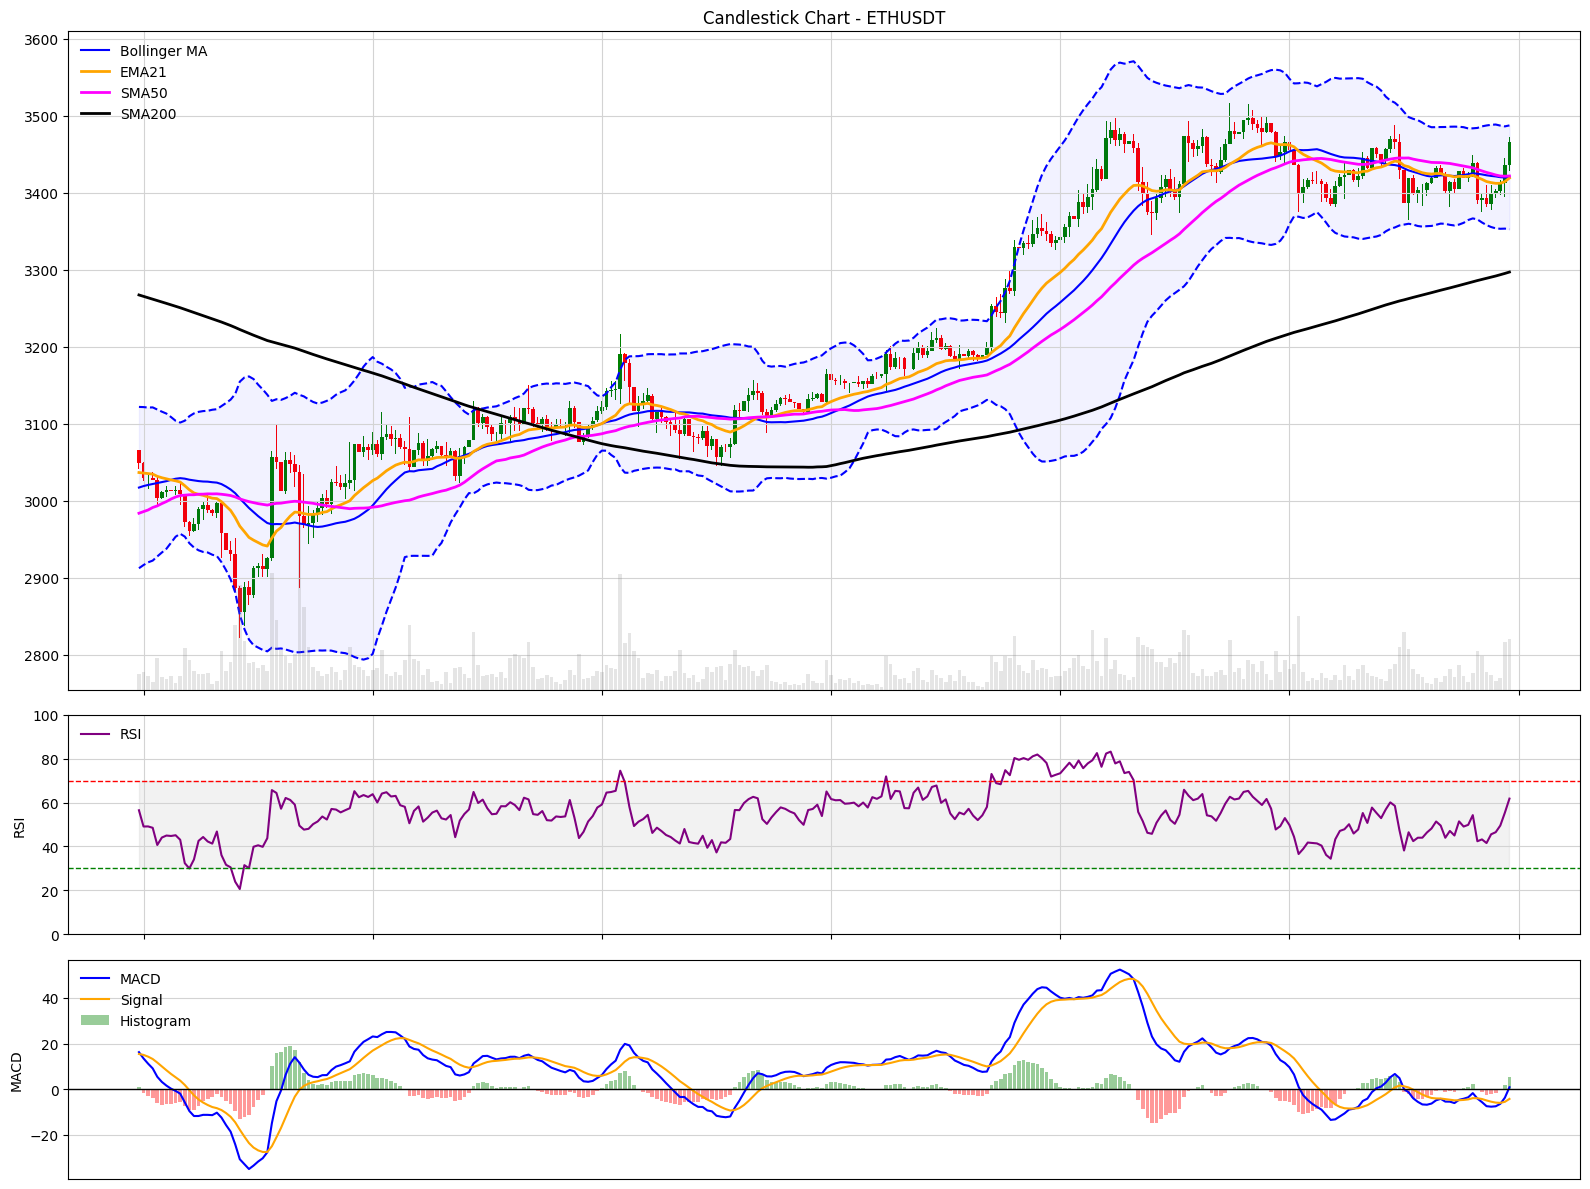 Candlestick Chart - ETHUSDT
3600
3500
3400
3300
3200
3100
3000
2900
2800
Bollinger MA
EMA21
SMA50
SMA200
100
80
60
40
20
0
RSI
RSI
40
20
0
−20
MACD
MACD
Signal
Histogram